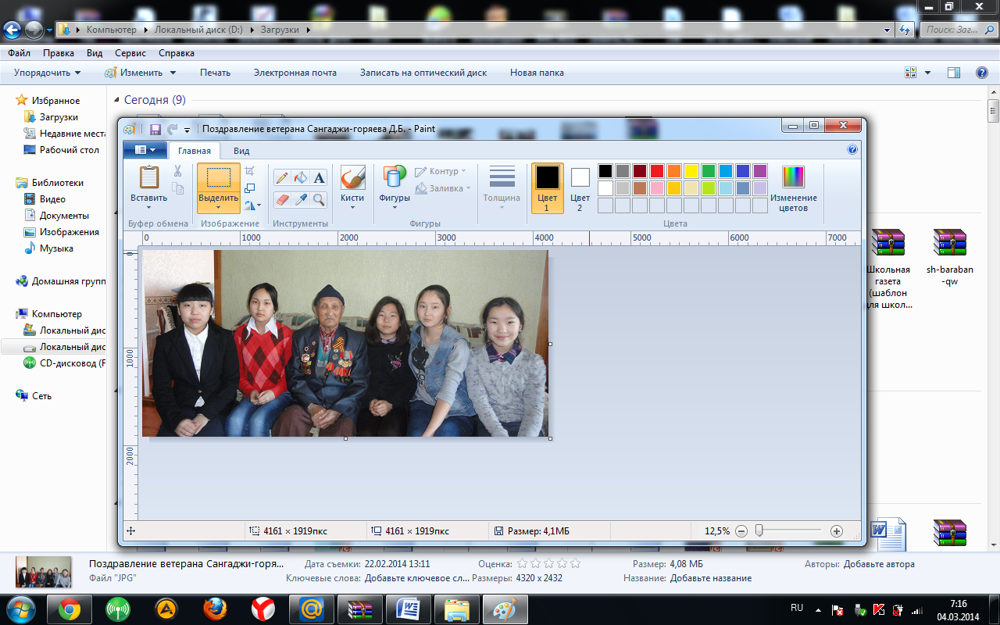 Компьютер
Локальный диск (D:)
Загрузки
Поиск: Заг...
Файл Правка Вид Сервис Справка
Упорядочить Изменить Печать Электронная почта Записать на оптический диск Новая папка
Избранное
Загрузки
Недавние места
Рабочий стол
Библиотеки
Видео
Документы
Изображения
Музыка
Домашняя групп
Компьютер
Локальный дис
Локальный дис
CD-дисковод (F
Сеть
Сегодня (9)
Поздравление ветерана Сангаджи-горяева Д.Б. - Paint
Главная Вид
Вставить
Буфер обмена
Выделить
Изображение
A
Инструменты
Кисти
Фигуры
Контур
Заливка
Фигуры
Толщина
Цвет 1
Цвет 2
Изменение цветов
Цвета
0 1000 2000 3000 4000 5000 6000 7000
0
1000
2000
4161 × 1919пкс
4161 × 1919пкс
Размер: 4,1МБ
12,5%
Школьная
газета
(шаблон
для школ...
sh-baraban
-qw
Поздравление ветерана Сангаджи-горя...
Файл "JPG"
Дата съемки: 22.02.2014 13:11
Ключевые слова: Добавьте ключевое сл...
Оценка:
Размеры: 4320 x 2432
Размер: 4,08 МБ
Название: Добавьте название
Авторы: Добавьте автора
RU
7:16
04.03.2014